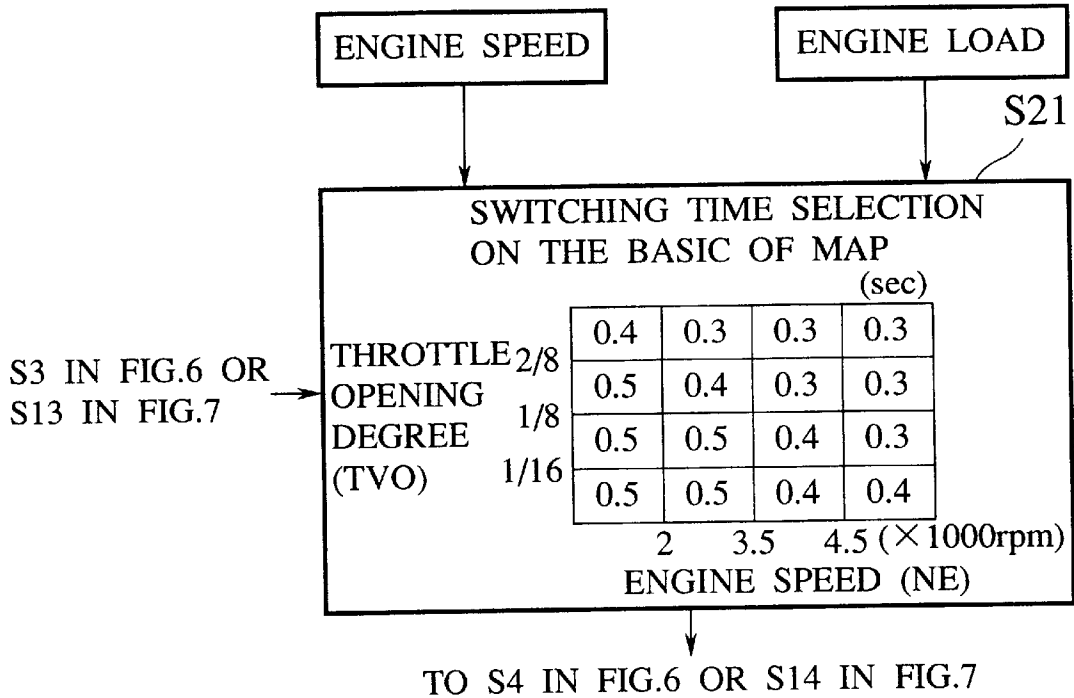 ENGINE SPEED
ENGINE LOAD
S21
SWITCHING TIME SELECTION
ON THE BASIC OF MAP
(sec)
S3 IN FIG.6 OR
S13 IN FIG.7
THROTTLE
OPENING
DEGREE
(TVO)
2/8
1/8
1/16
0.4 0.3 0.3 0.3
0.5 0.4 0.3 0.3
0.5 0.5 0.4 0.3
0.5 0.5 0.4 0.4
2 3.5 4.5 (×1000rpm)
ENGINE SPEED (NE)
TO S4 IN FIG.6 OR S14 IN FIG.7